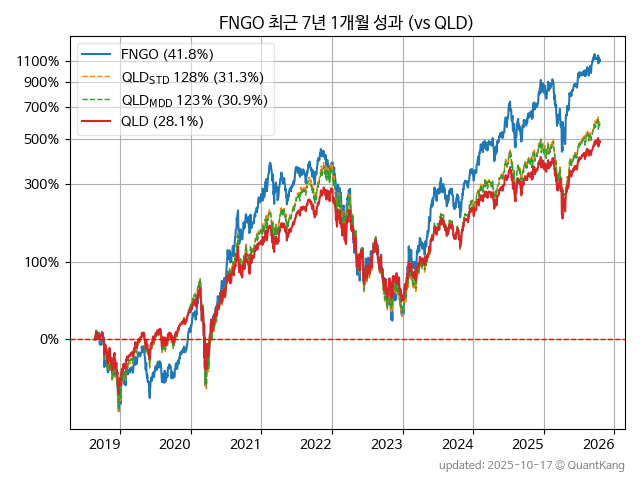 FNGO 최근 7년 1개월 성과 (vs QLD)
FNGO (41.8%)
QLD_STD 128% (31.3%)
QLD_MDD 123% (30.9%)
QLD (28.1%)
1100%
900%
700%
500%
300%
100%
0%
2019 2020 2021 2022 2023 2024 2025 2026
updated: 2025-10-17 © QuantKang